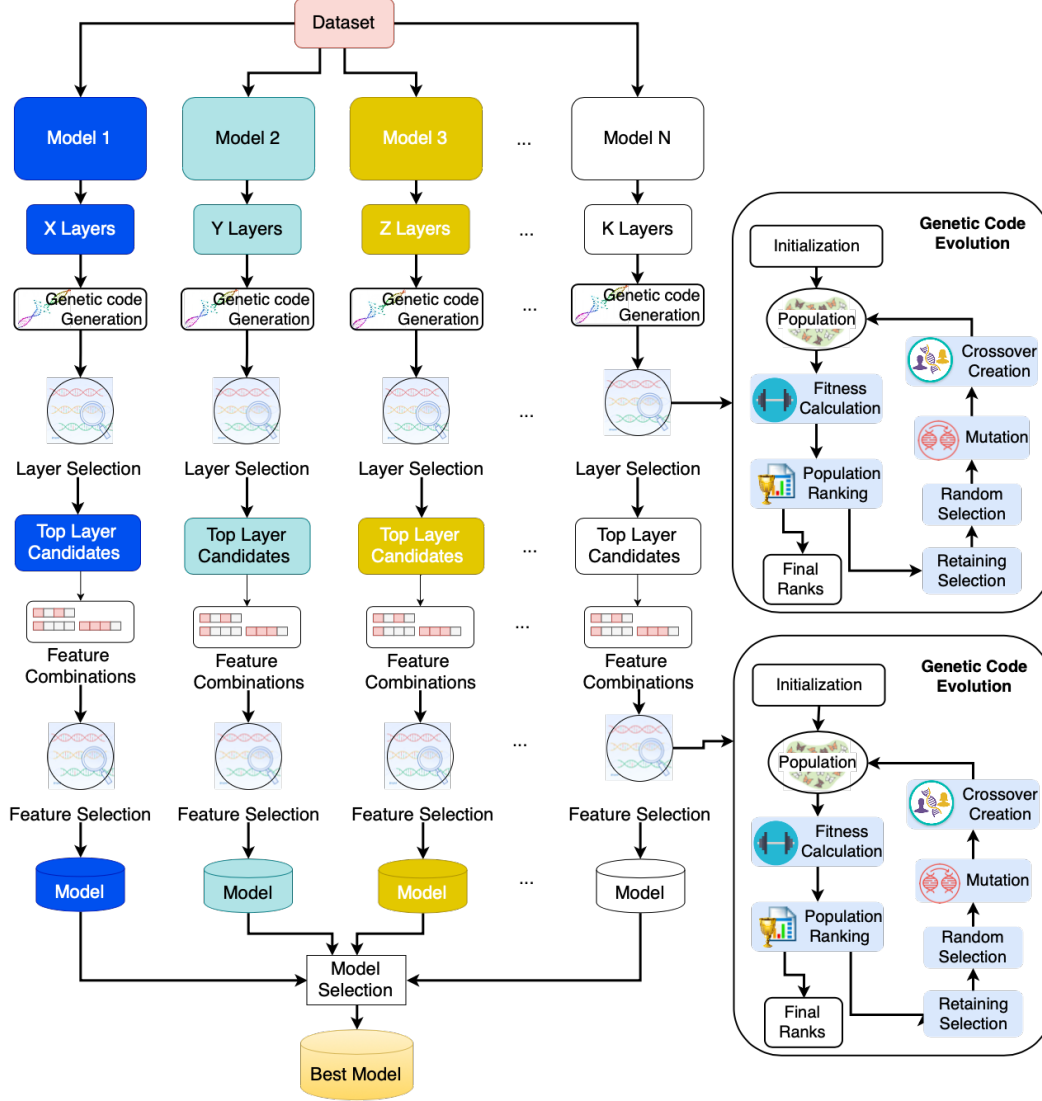 Dataset
Model 1
Model 2
Model 3
...
Model N
X Layers
Y Layers
Z Layers
...
K Layers
Genetic code
Generation
Genetic code
Generation
Genetic code
Generation
...
Genetic code
Generation
...
Layer Selection
Layer Selection
Layer Selection
Layer Selection
Top Layer
Candidates
Top Layer
Candidates
Top Layer
Candidates
...
Top Layer
Candidates
...
Feature
Combinations
Feature
Combinations
Feature
Combinations
Feature
Combinations
...
Feature Selection
Feature Selection
Feature Selection
Best Selection
Model
Model
Model
...
Model
Model
Selection
Best Model
Genetic Code
Evolution
Initialization
Population
Fitness
Calculation
Population
Ranking
Final
Ranks
Crossover
Creation
Mutation
Random
Selection
Retaining
Selection
Genetic Code
Evolution
Initialization
Population
Fitness
Calculation
Population
Ranking
Final
Ranks
Crossover
Creation
Mutation
Random
Selection
Retaining
Selection